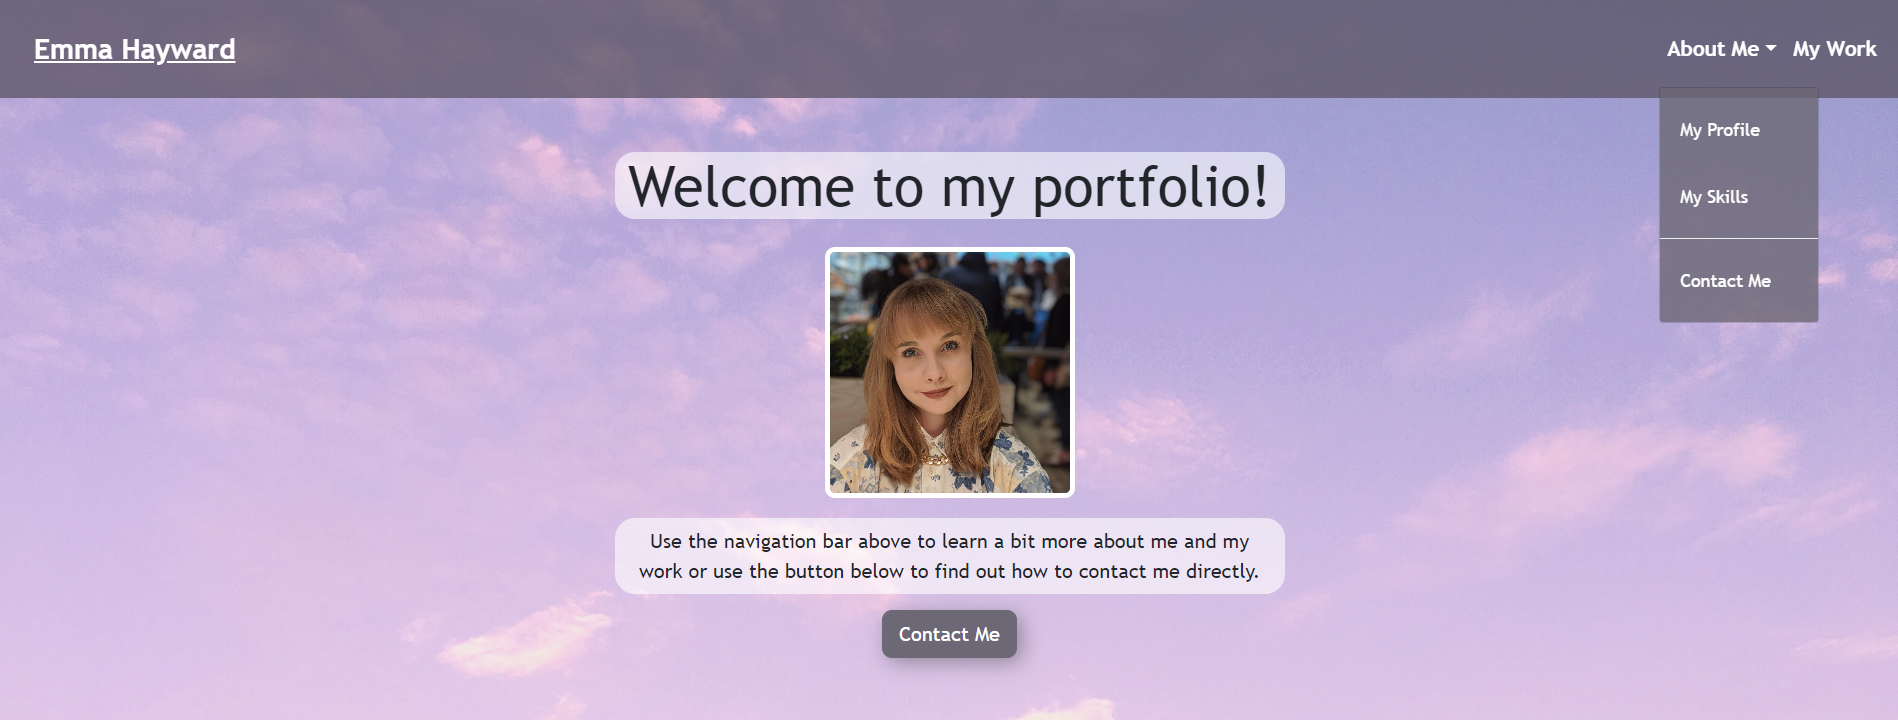 Emma Hayward
About Me My Work
My Profile
My Skills
Contact Me
Welcome to my portfolio!
Use the navigation bar above to learn a bit more about me and my
work or use the button below to find out how to contact me directly.
Contact Me